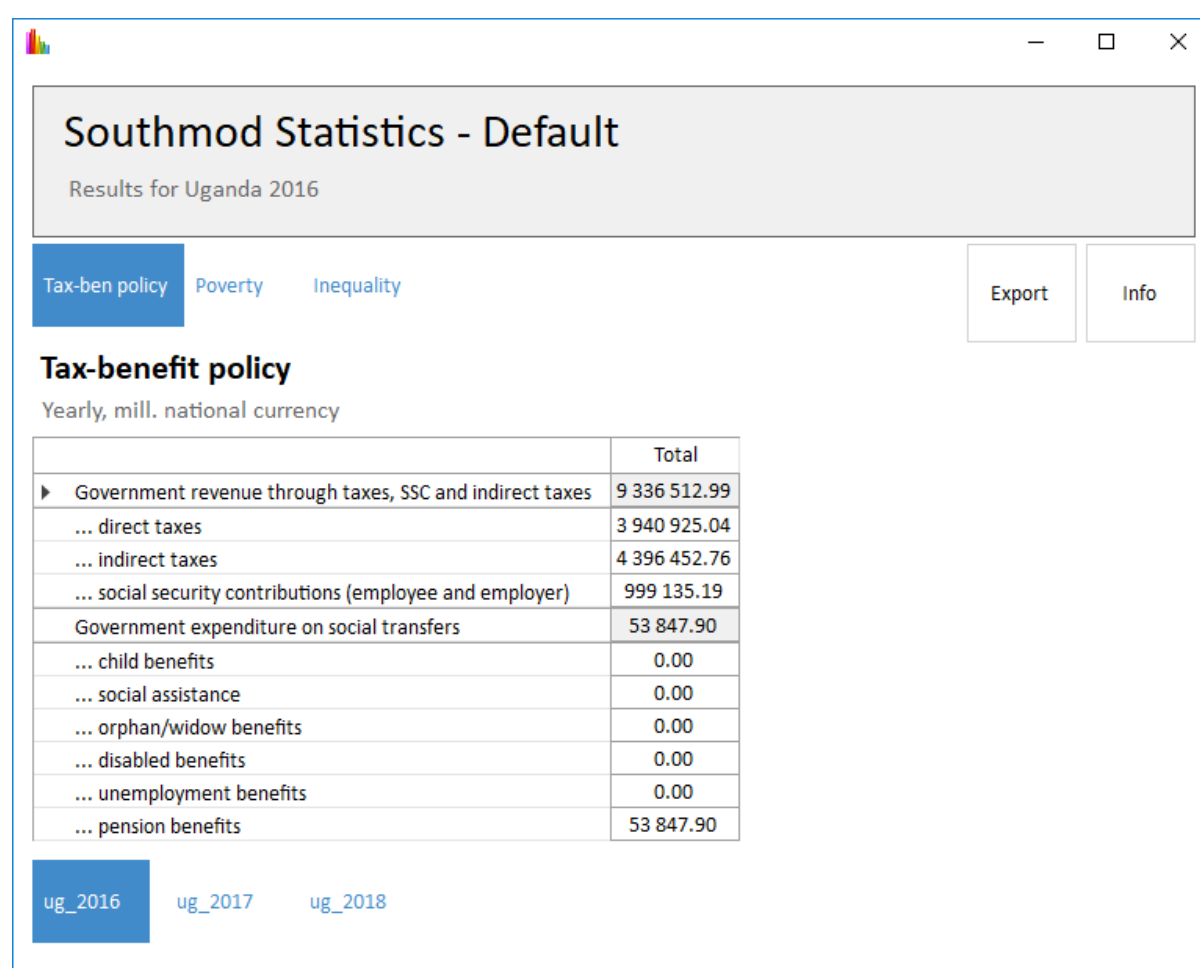 Southmod Statistics - Default
Results for Uganda 2016
Tax-ben policy Poverty Inequality Export Info
Tax-benefit policy
Yearly, mill. national currency
Total
Government revenue through taxes, SSC and indirect taxes 9 336 512.99
... direct taxes 3 940 925.04
... indirect taxes 4 396 452.76
... social security contributions (employee and employer) 999 135.19
Government expenditure on social transfers 53 847.90
... child benefits 0.00
... social assistance 0.00
... orphan/widow benefits 0.00
... disabled benefits 0.00
... unemployment benefits 0.00
... pension benefits 53 847.90
ug_2016 ug_2017 ug_2018